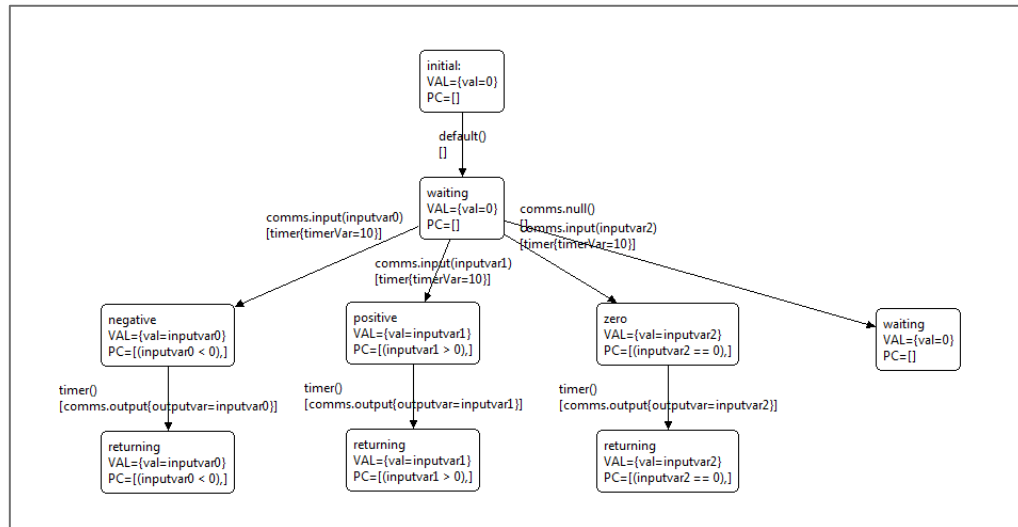 initial:
VAL={val=0}
PC=[]
default()
[]
waiting
VAL={val=0}
PC=[]
comms.input(inputvar0)
[timer{timerVar=10}]
comms.input(inputvar1)
[timer{timerVar=10}]
comms.null()
[]
comms.input(inputvar2)
[timer{timerVar=10}]
negative
VAL={val=inputvar0}
PC=[(inputvar0 < 0),]
positive
VAL={val=inputvar1}
PC=[(inputvar1 > 0),]
zero
VAL={val=inputvar2}
PC=[(inputvar2 == 0),]
waiting
VAL={val=0}
PC=[]
timer()
[comms.output{outputvar=inputvar0}]
timer()
[comms.output{outputvar=inputvar1}]
timer()
[comms.output{outputvar=inputvar2}]
returning
VAL={val=inputvar0}
PC=[(inputvar0 < 0),]
returning
VAL={val=inputvar1}
PC=[(inputvar1 > 0),]
returning
VAL={val=inputvar2}
PC=[(inputvar2 == 0),]